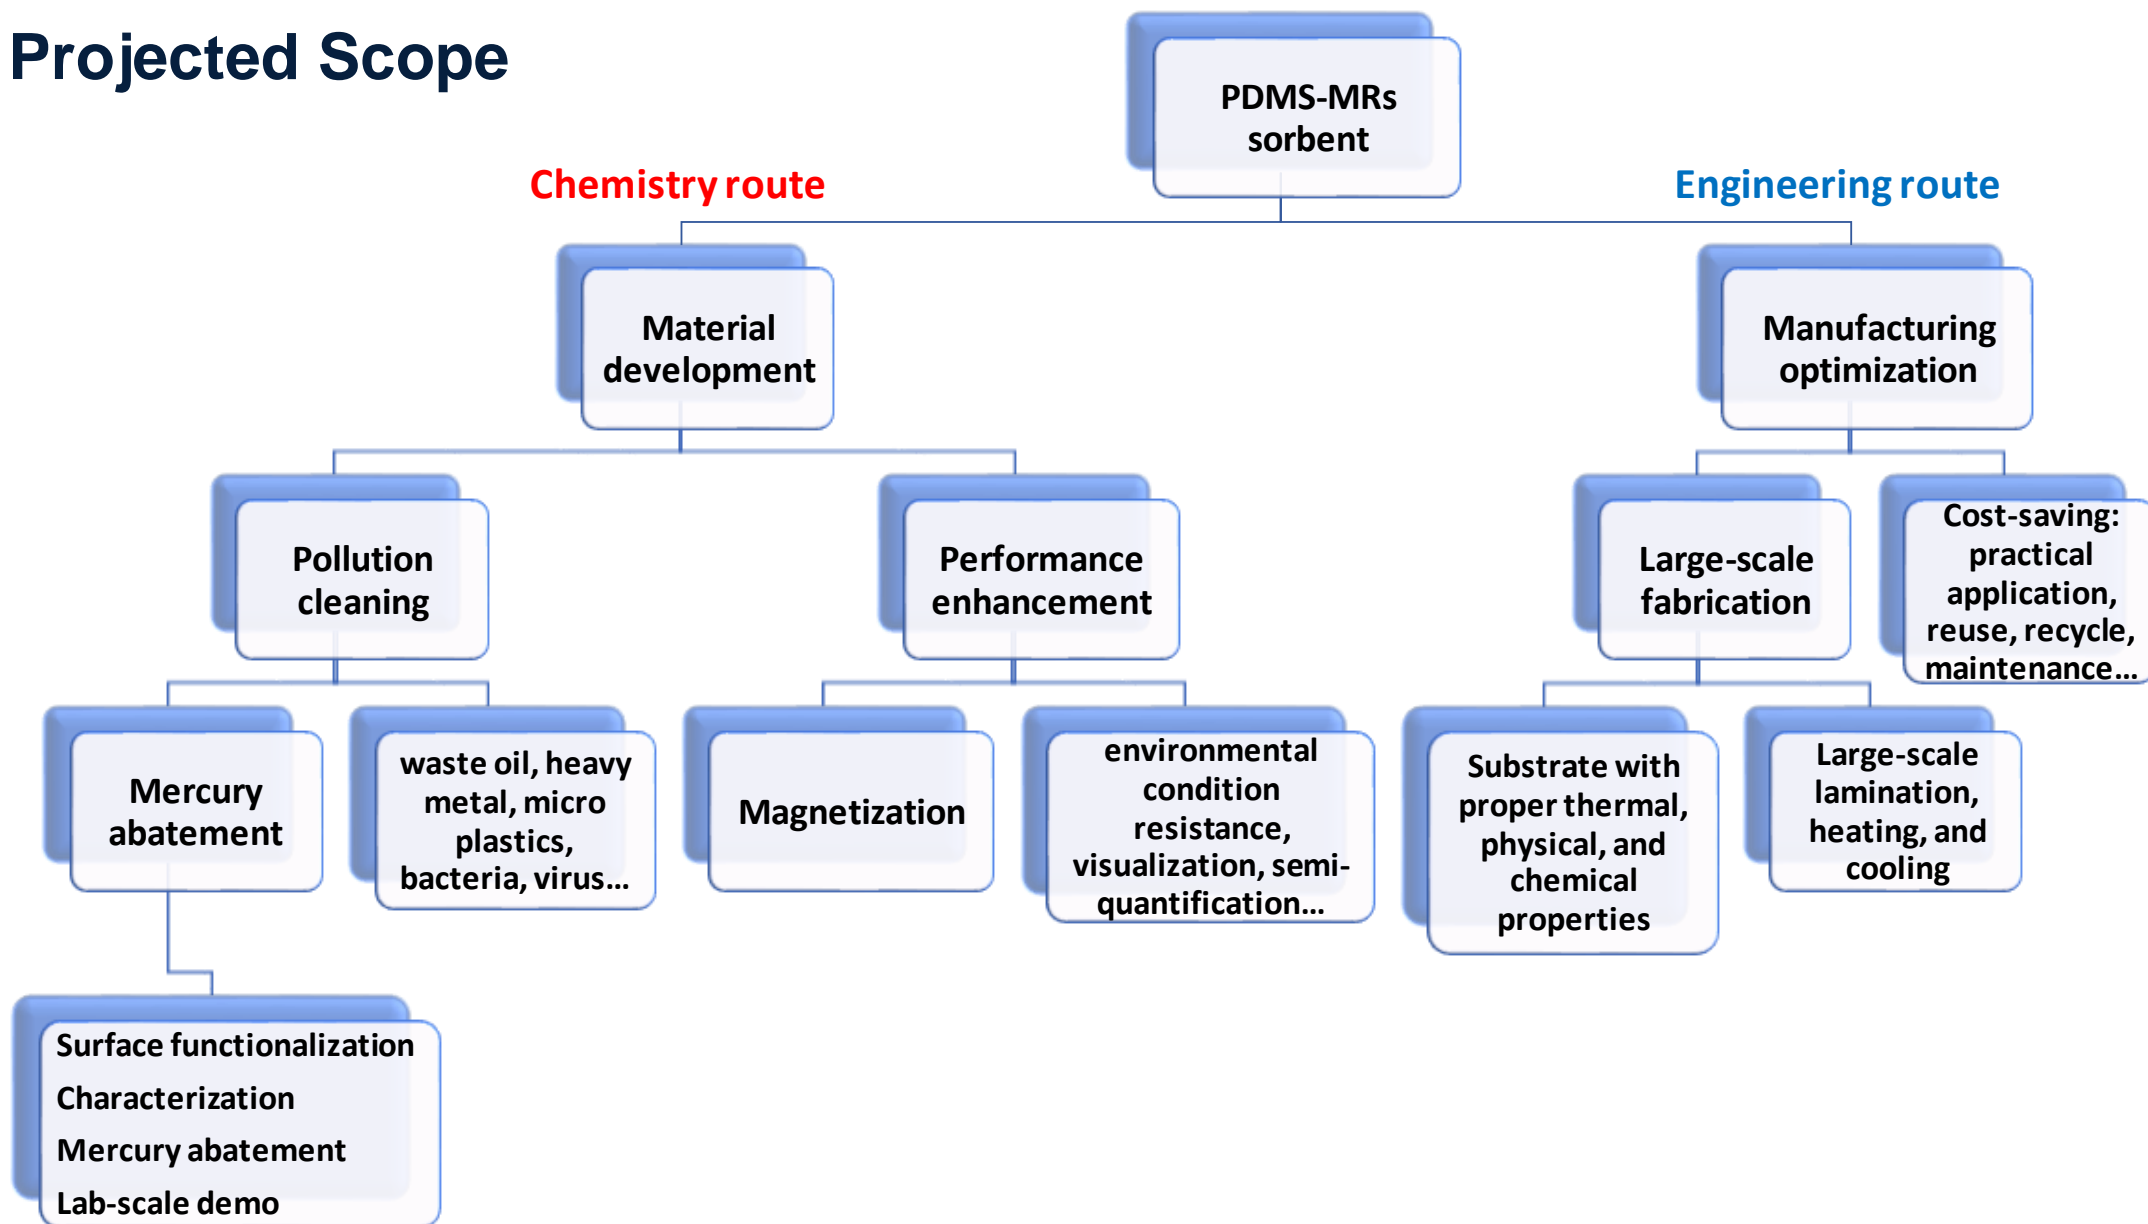 Projected Scope
PDMS-MRs
sorbent
Chemistry route
Engineering route
Material
development
Manufacturing
optimization
Pollution
cleaning
Performance
enhancement
Large-scale
fabrication
Cost-saving:
practical
application,
reuse, recycle,
maintenance…
Mercury
abatement
waste oil, heavy
metal, micro
plastics,
bacteria, virus…
Magnetization
environmental
condition
resistance,
visualization, semi-
quantification…
Substrate with
proper thermal,
physical, and
chemical
properties
Large-scale
lamination,
heating, and
cooling
Surface functionalization
Characterization
Mercury abatement
Lab-scale demo